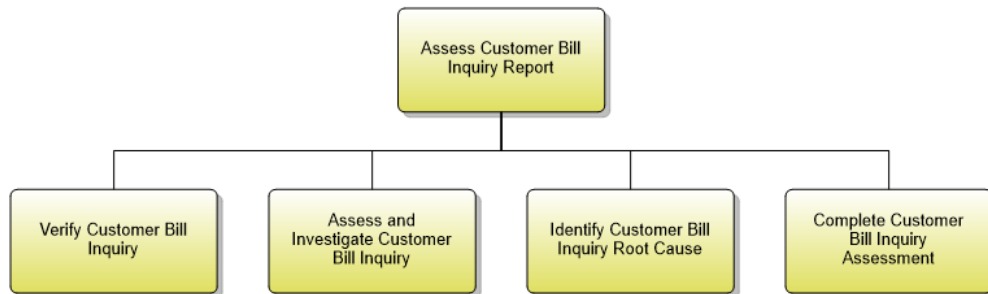 Assess Customer Bill
Inquiry Report
Verify Customer Bill
Inquiry
Assess and
Investigate Customer
Bill Inquiry
Identify Customer Bill
Inquiry Root Cause
Complete Customer
Bill Inquiry
Assessment